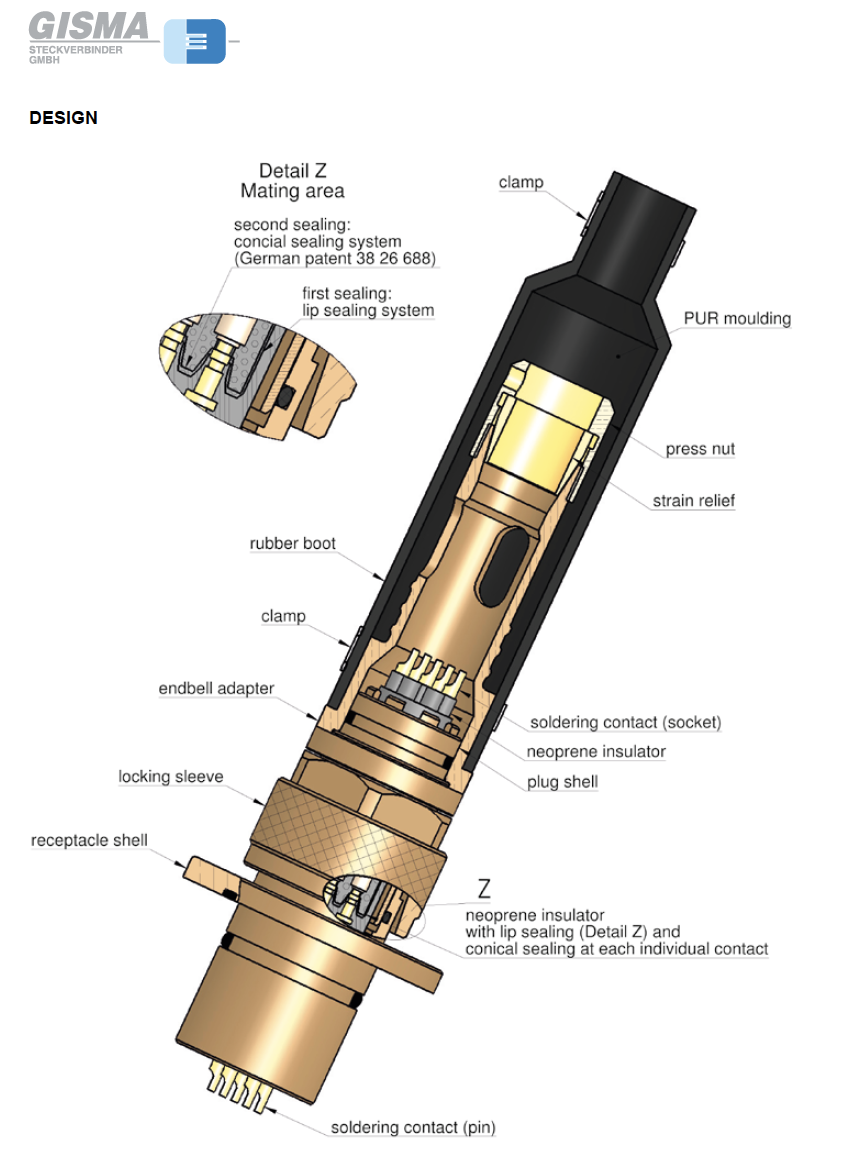 GISMA
STECKVERBINDER
GMBH
DESIGN
Detail Z
Mating area
second sealing:
concial sealing system
(German patent 38 26 688)
first sealing:
lip sealing system
clamp
PUR moulding
press nut
strain relief
rubber boot
clamp
endbell adapter
soldering contact (socket)
neoprene insulator
plug shell
locking sleeve
receptacle shell
Z
neoprene insulator
with lip sealing (Detail Z) and
conical sealing at each individual contact
soldering contact (pin)